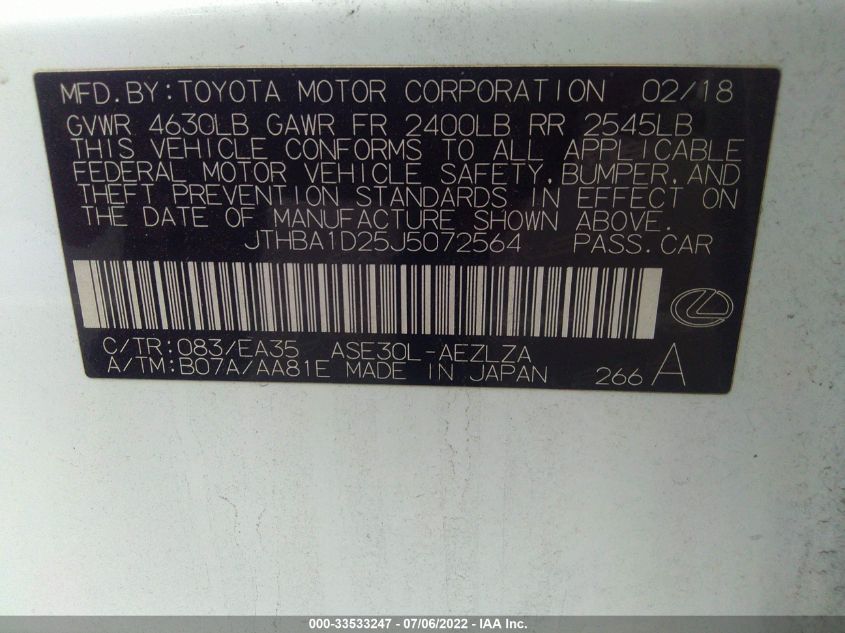 MFD.BY:TOYOTA MOTOR CORPORATION 02/18
GVWR 4630LB GAWR FR 2400LB RR 2545LB
THIS VEHICLE CONFORMS TO ALL APPLICABLE
FEDERAL MOTOR VEHICLE SAFETY,BUMPER,AND
THEFT PREVENTION STANDARDS IN EFFECT ON
THE DATE OF MANUFACTURE SHOWN ABOVE.
JTHBA1D25J5072564 PASS.CAR
C/TR:083/EA35 ASE30L-AEZLZA
A/TM:B07A/AA81E MADE IN JAPAN 266 A
000-33533247 - 07/06/2022 - IAA Inc.